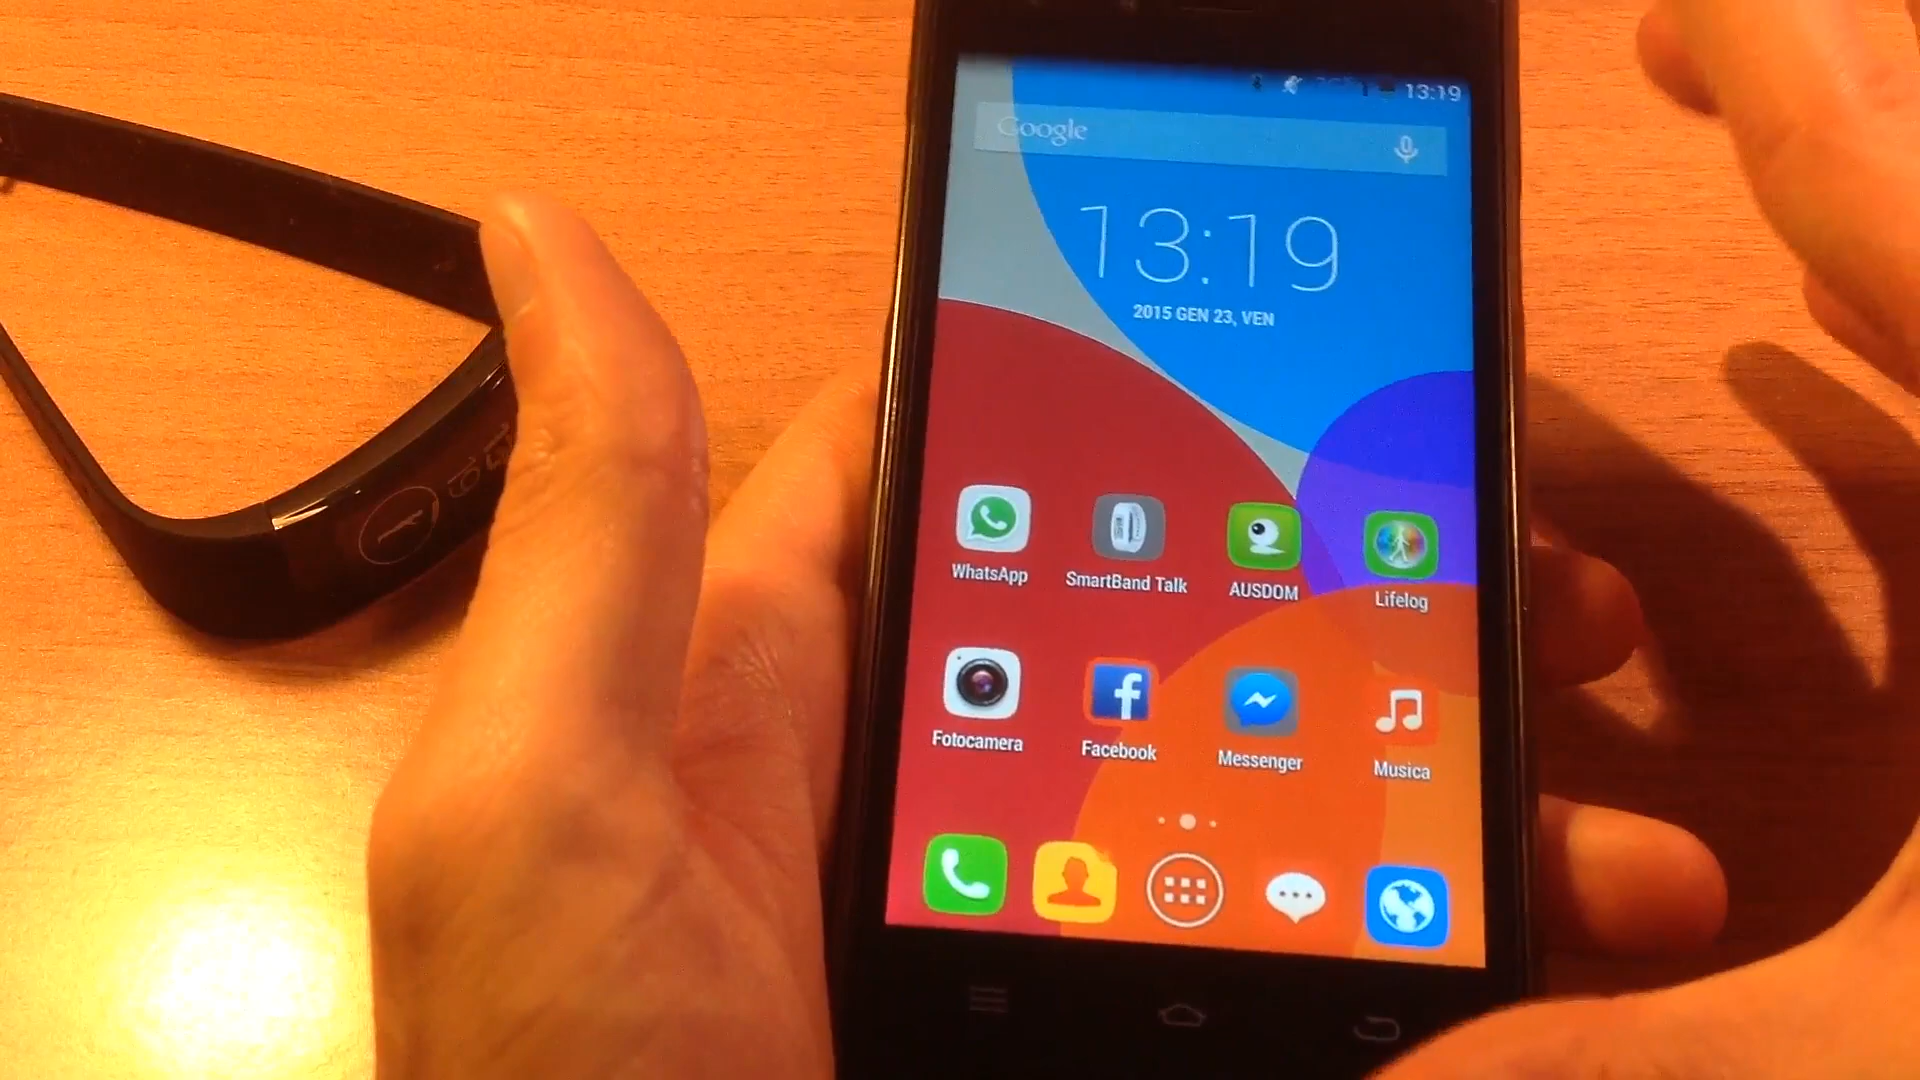 13:19
Google
13:19
2015 GEN 23, VEN
WhatsApp
SmartBand Talk
AUSDOM
Lifelog
Fotocamera
Facebook
Messenger
Musica